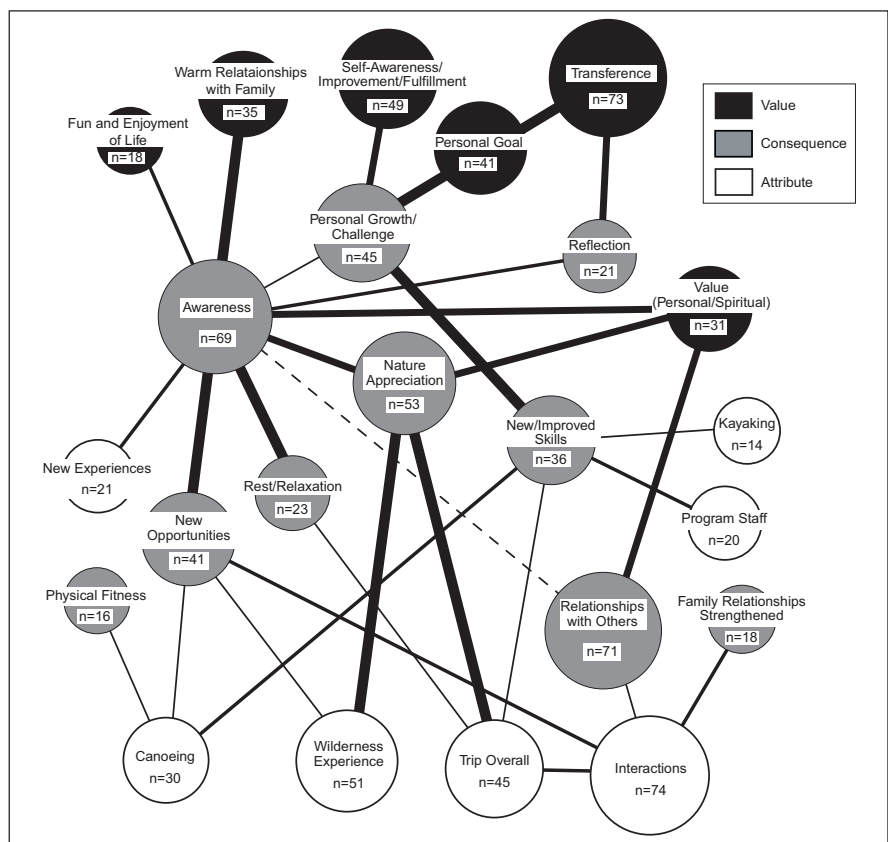 Transference
n=73
Self-Awareness/
Improvement/Fulfillment
n=49
Warm Relataionships
with Family
n=35
Value
Consequence
Attribute
Fun and Enjoyment
of Life
n=18
Personal Goal
n=41
Personal Growth/
Challenge
n=45
Reflection
n=21
Awareness
n=69
Value
(Personal/Spiritual)
n=31
Nature
Appreciation
n=53
New/Improved
Skills
n=36
Kayaking
n=14
New Experiences
n=21
Rest/Relaxation
n=23
New
Opportunities
n=41
Program Staff
n=20
Physical Fitness
n=16
Relationships
with Others
n=71
Family Relationships
Strengthened
n=18
Canoeing
n=30
Wilderness
Experience
n=51
Trip Overall
n=45
Interactions
n=74